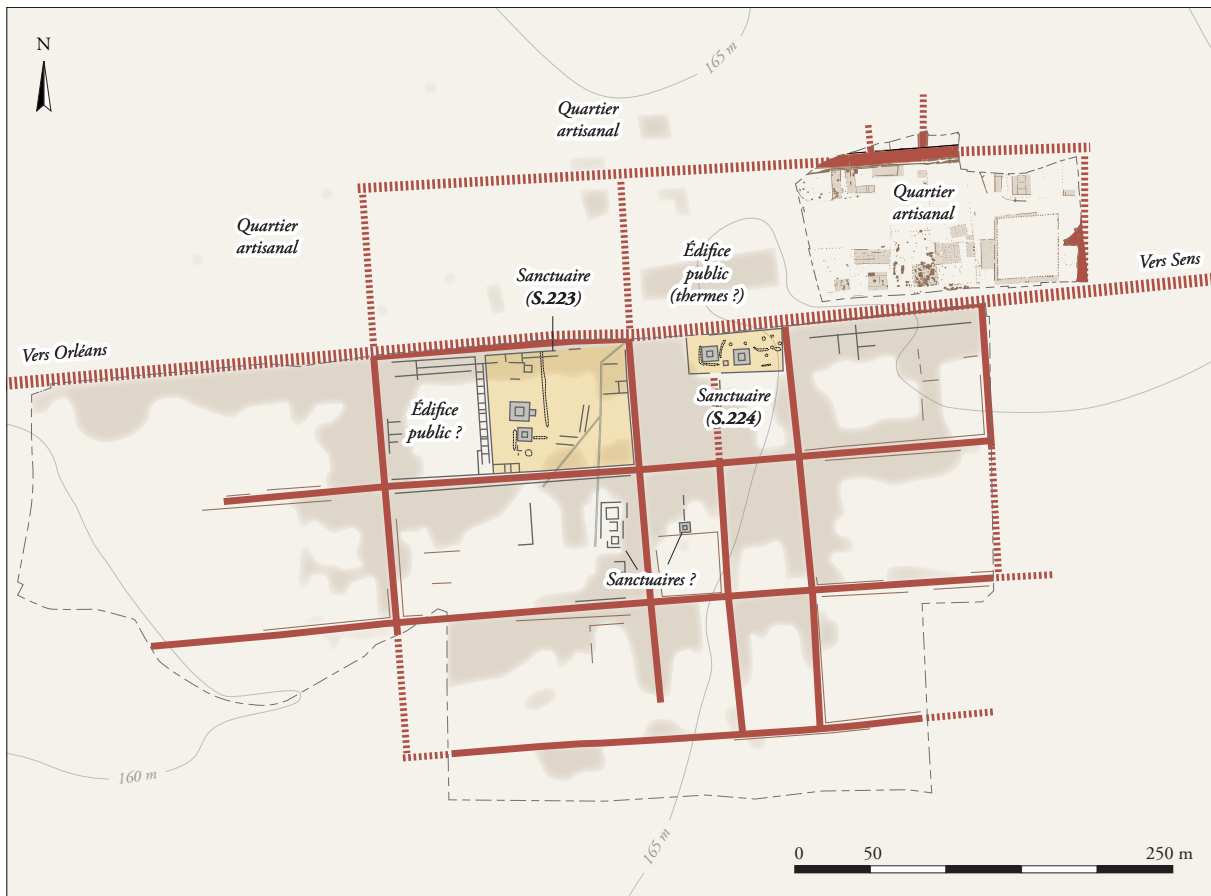 N
165 m
Quartier
artisanal
Quartier
artisanal
Quartier
artisanal
Édifice
public
(thermes ?)
Sanctuaire
(S.223)
Vers Sens
Vers Orléans
Édifice
public ?
Sanctuaire
(S.224)
Sanctuaires ?
160 m
165 m
0 50 250 m